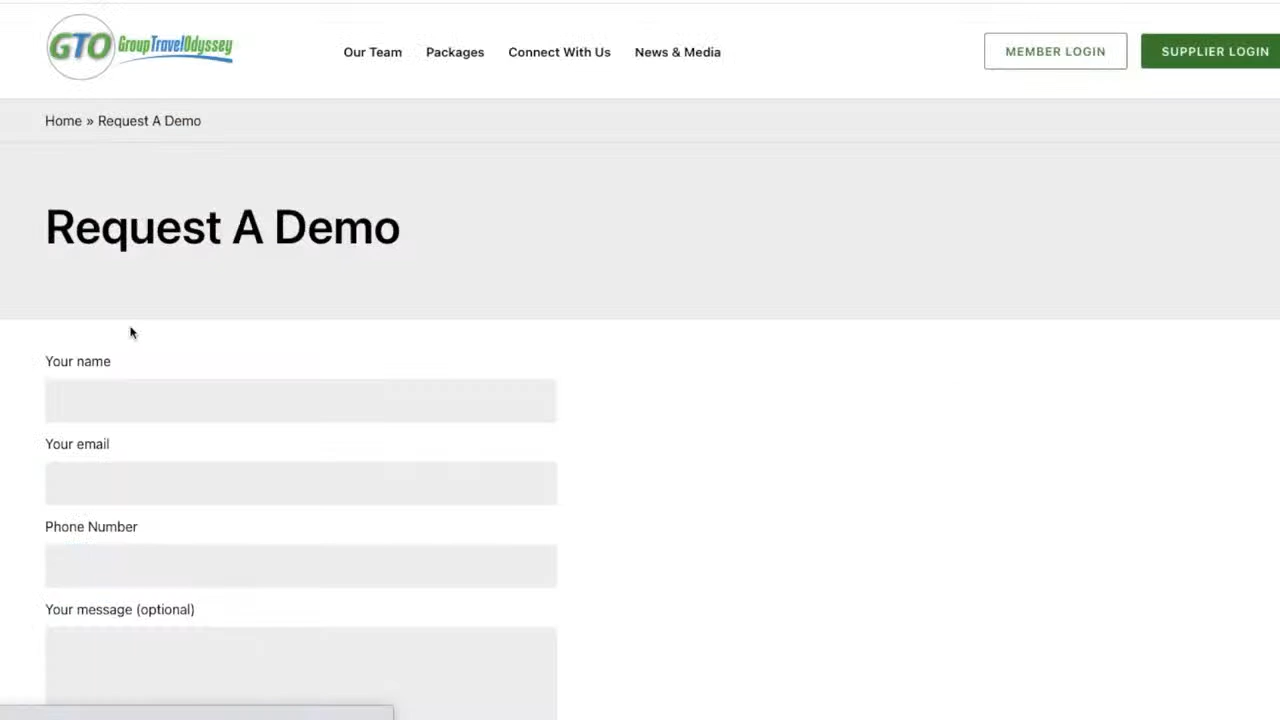 GTO GroupTravelOdyssey
Our Team Packages Connect With Us News & Media
MEMBER LOGIN SUPPLIER LOGIN
Home » Request A Demo
Request A Demo
Your name
Your email
Phone Number
Your message (optional)